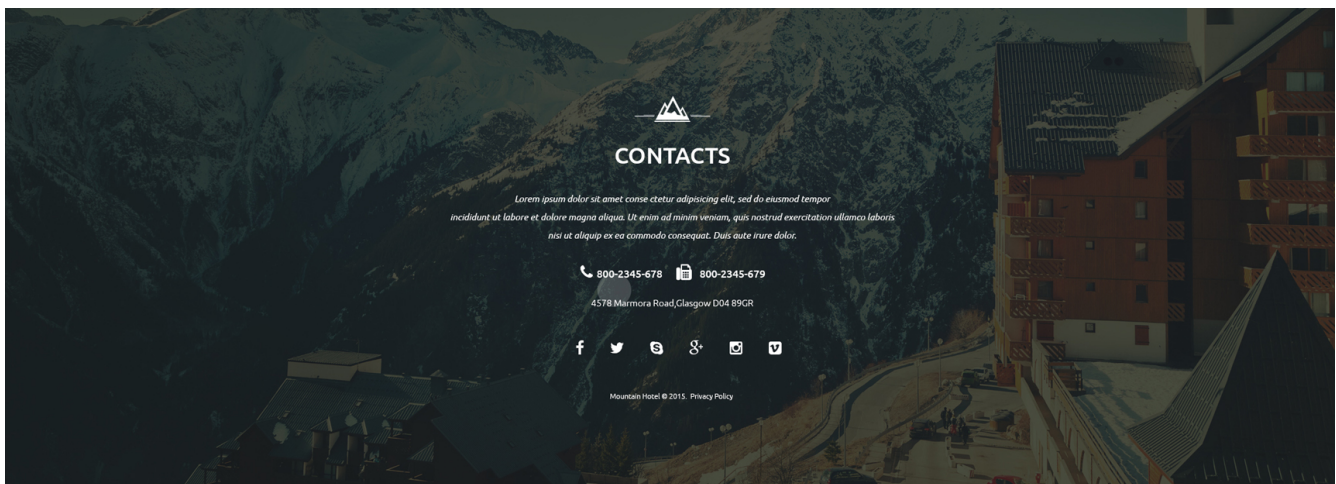 CONTACTS
Lorem ipsum dolor sit amet conse ctetur adipisicing elit, sed do eiusmod tempor
incididunt ut labore et dolore magna aliqua. Ut enim ad minim veniam, quis nostrud exercitation ullamco laboris
nisi ut aliquip ex ea commodo consequat. Duis aute irure dolor.
800-2345-678 800-2345-679
4578 Marmora Road,Glasgow D04 89GR
Mountain Hotel © 2015. Privacy Policy